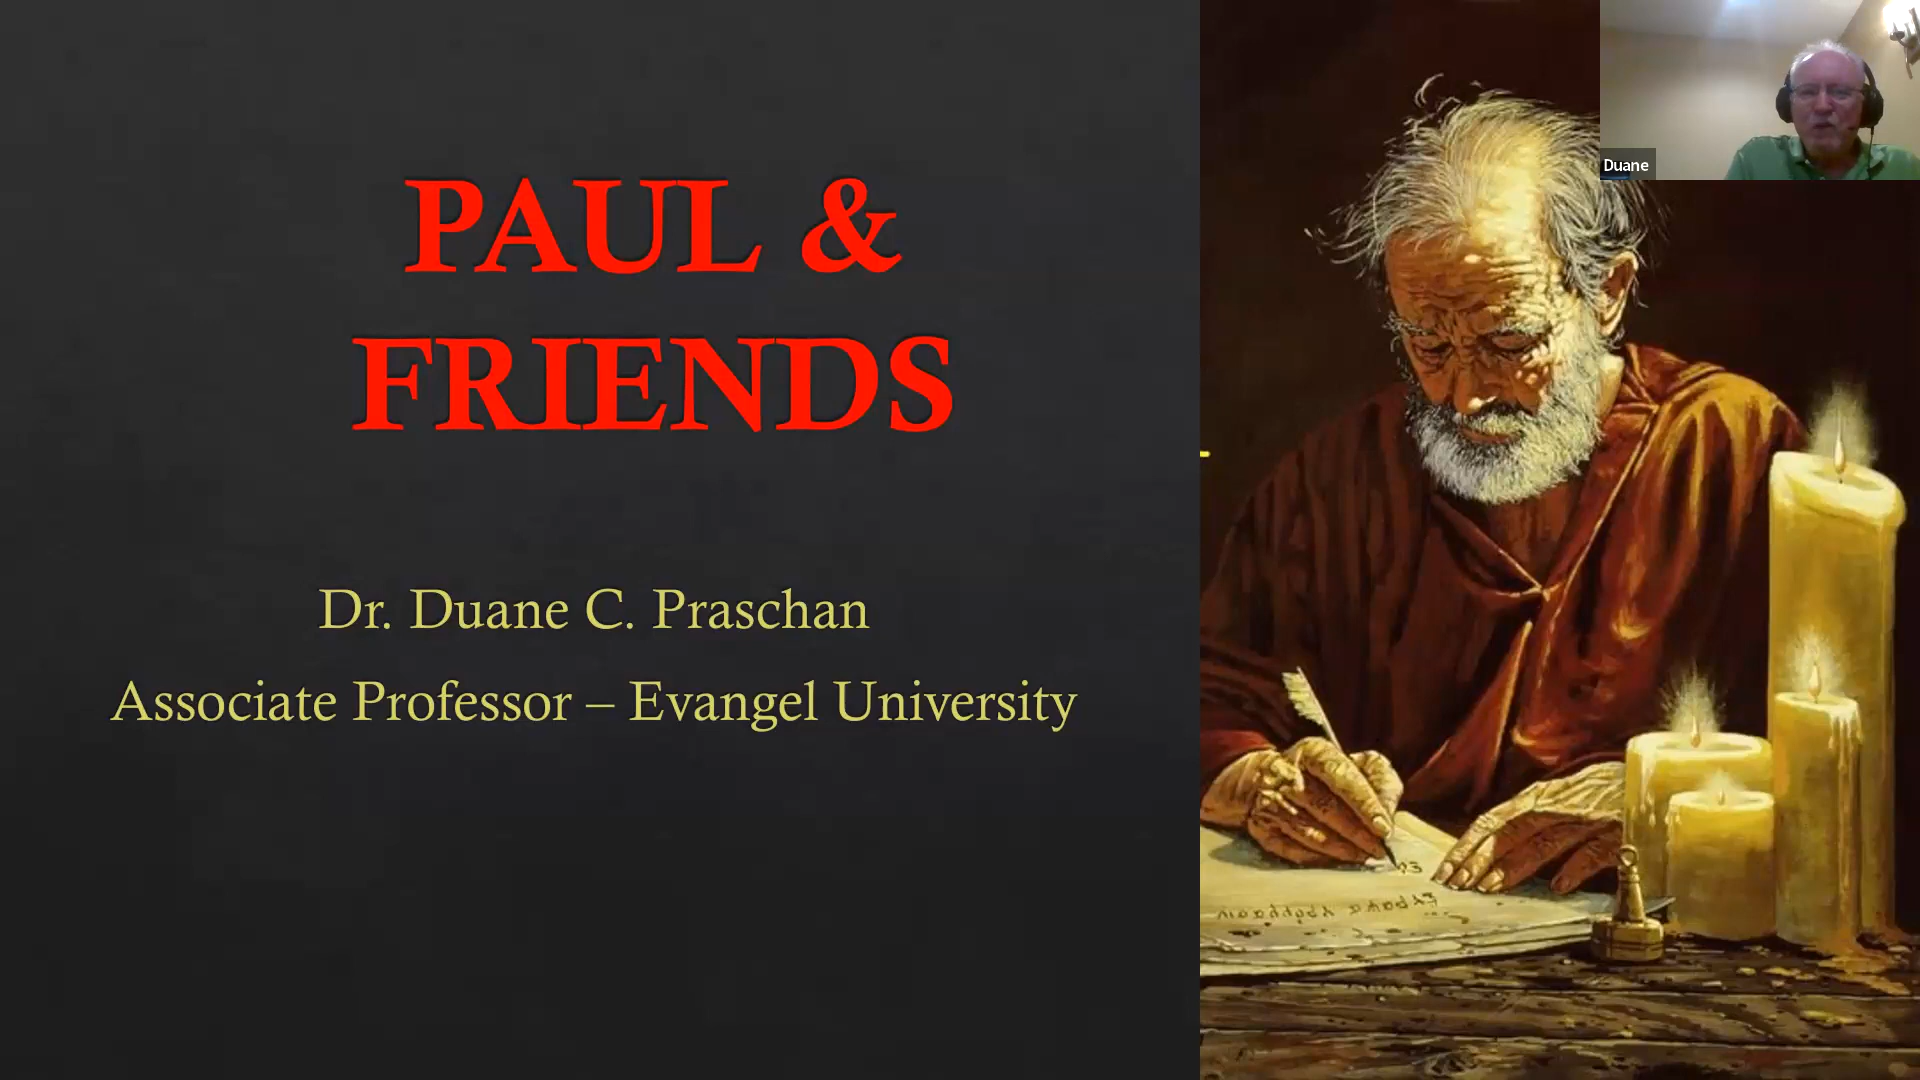 PAUL &
FRIENDS
Dr. Duane C. Praschan
Associate Professor – Evangel University
Duane